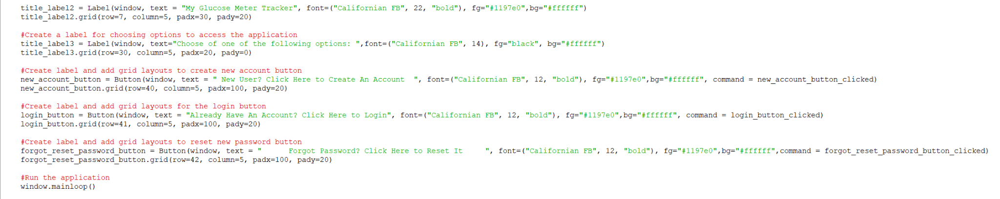 title_label2 = Label(window, text = "My Glucose Meter Tracker", font=("Californian FB", 22, "bold"), fg="#1197e0",bg="#ffffff")
title_label2.grid(row=7, column=5, padx=30, pady=20)
#Create a label for choosing options to access the application
title_label3 = Label(window, text="Choose of one of the following options: ",font=("Californian FB", 14), fg="black", bg="#ffffff")
title_label3.grid(row=30, column=5, padx=20, pady=0)
#Create label and add grid layouts to create new account button
new_account_button = Button(window, text = " New User? Click Here to Create An Account  ", font=("Californian FB", 12, "bold"), fg="#1197e0",bg="#ffffff", command = new_account_button_clicked)
new_account_button.grid(row=40, column=5, padx=100, pady=20)
#Create label and add grid layouts for the login button
login_button = Button(window, text = "Already Have An Account? Click Here to Login", font=("Californian FB", 12, "bold"), fg="#1197e0",bg="#ffffff", command = login_button_clicked)
login_button.grid(row=41, column=5, padx=100, pady=20)
#Create label and add grid layouts to reset new password button
forgot_reset_password_button = Button(window, text = "      Forgot Password? Click Here to Reset It     ", font=("Californian FB", 12, "bold"), fg="#1197e0",bg="#ffffff",command = forgot_reset_password_button_clicked)
forgot_reset_password_button.grid(row=42, column=5, padx=100, pady=20)
#Run the application
window.mainloop()